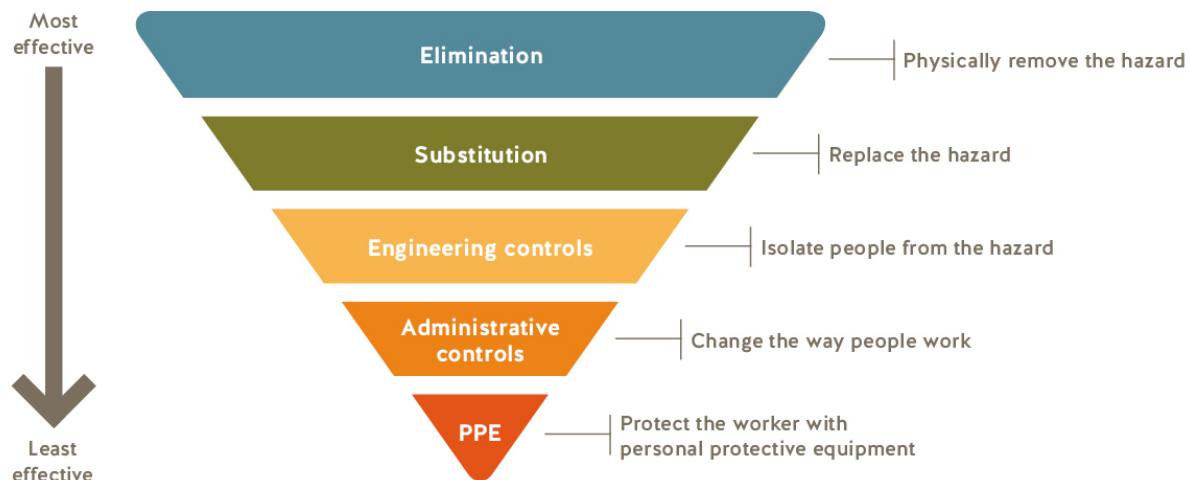 Most
effective
Elimination
Physically remove the hazard
Substitution
Replace the hazard
Engineering controls
Isolate people from the hazard
Administrative
controls
Change the way people work
PPE
Protect the worker with
personal protective equipment
Least
effective